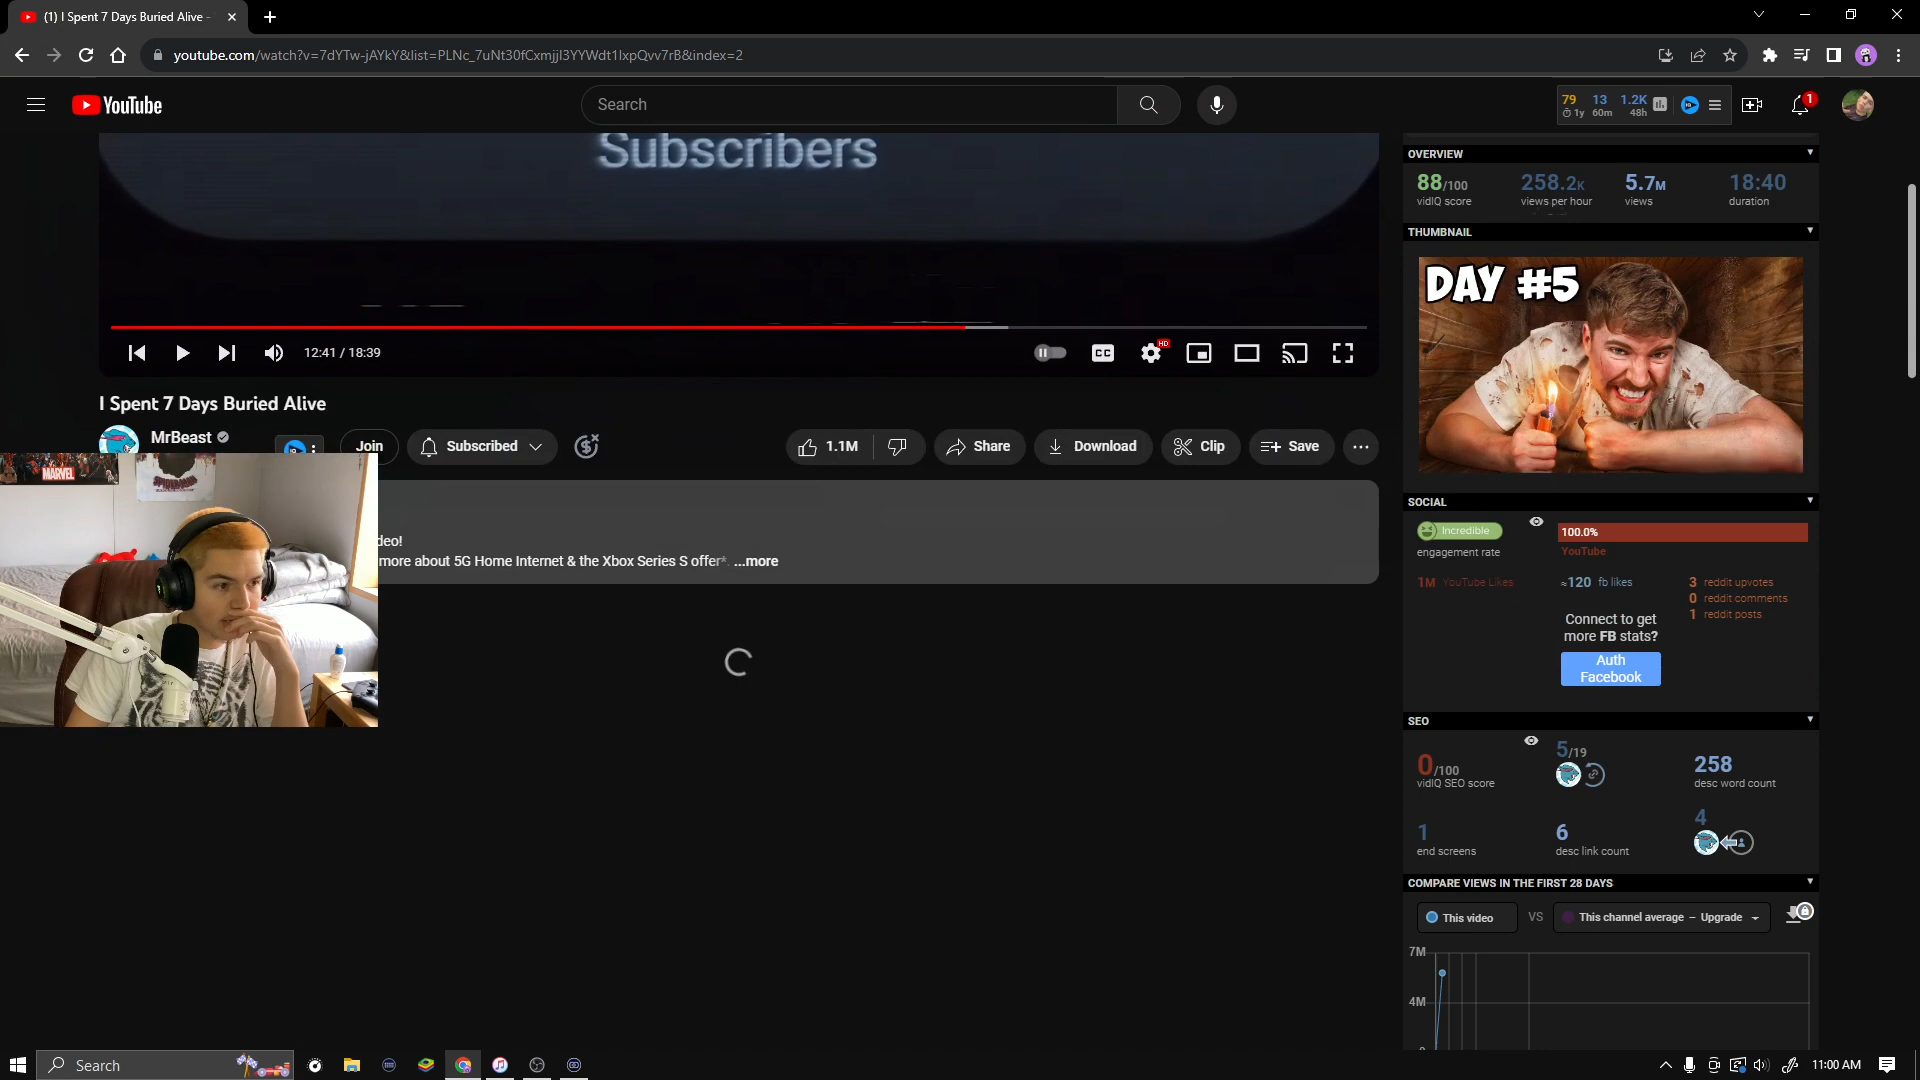 (1) I Spent 7 Days Buried Alive -
youtube.com/watch?v=7dYTw-jAYkY&list=PLNc_7uNt30fCxmjjl3YYWdt1lxpQvv7rB&index=2
YouTube
Search
79 13 1.2K
1y 60m 48h
1
Subscribers
12:41 / 18:39
CC
HD
I Spent 7 Days Buried Alive
MrBeast
Join
Subscribed
1.1M
Share
Download
Clip
Save
deo!
more about 5G Home Internet & the Xbox Series S offer* ...more
MARVEL
SPIDER-MAN
OVERVIEW
88/100 258.2K 5.7M 18:40
vidIQ score views per hour views duration
THUMBNAIL
DAY #5
SOCIAL
Incredible
engagement rate
100.0%
YouTube
1M YouTube Likes
≈120 fb likes
3 reddit upvotes
0 reddit comments
1 reddit posts
Connect to get
more FB stats?
Auth
Facebook
SEO
0/100
vidIQ SEO score
5/19
258
desc word count
1
end screens
6
desc link count
4
COMPARE VIEWS IN THE FIRST 28 DAYS
This video
VS
This channel average – Upgrade
7M
4M
Search
11:00 AM